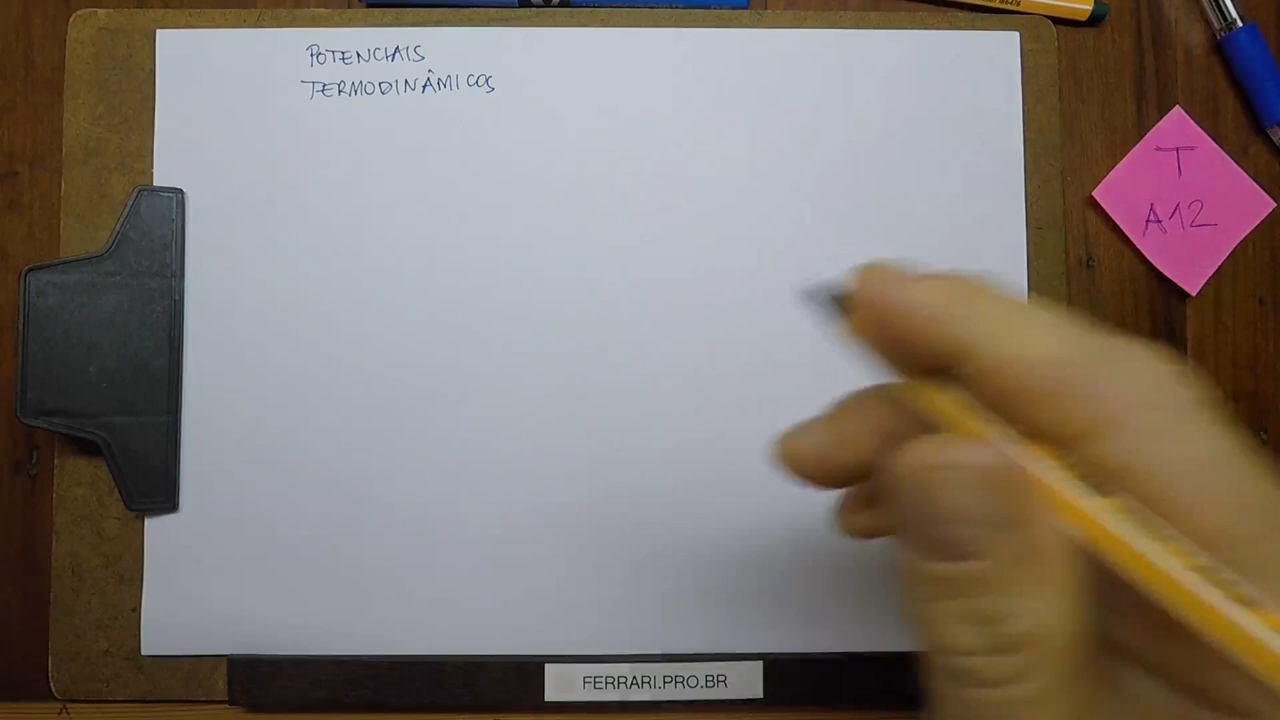 POTENCIAIS
TERMODINÂMICOS
T
A12
FERRARI.PRO.BR